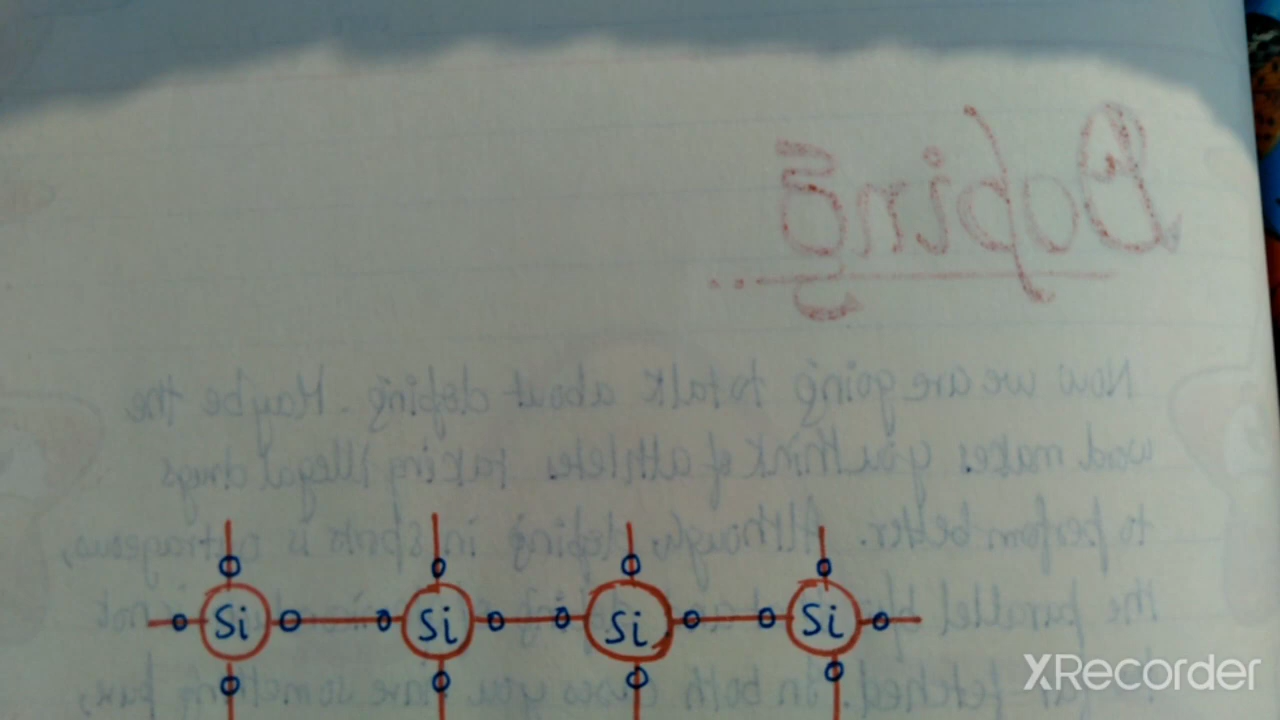 Doping...
Now we are going to talk about doping. Maybe the
word makes you think of athletes taking illegal drugs
to perform better. Although, doping in sports is outrageous,
the parallel not
fetched. In both cases you have something pure,
Si Si Si Si
XRecorder